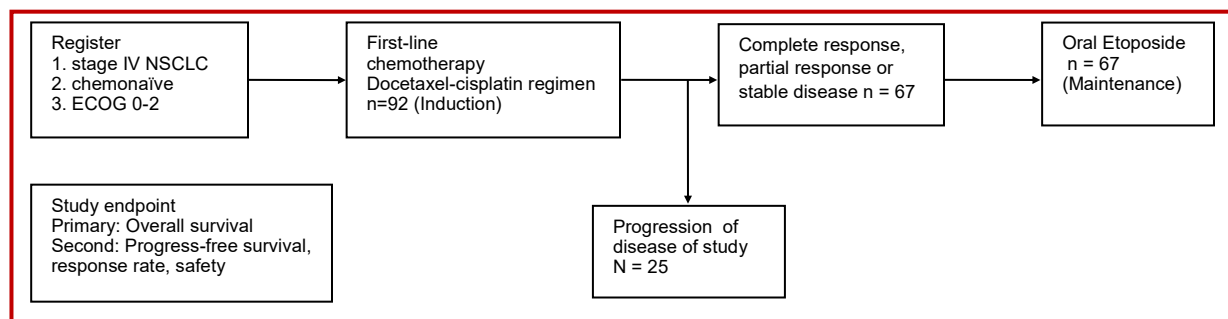 Register
1. stage IV NSCLC
2. chemonaïve
3. ECOG 0-2
First-line
chemotherapy
Docetaxel-cisplatin regimen
n=92 (Induction)
Complete response,
partial response or
stable disease n = 67
Oral Etoposide
n = 67
(Maintenance)
Study endpoint
Primary: Overall survival
Second: Progress-free survival,
response rate, safety
Progression of
disease of study
N = 25